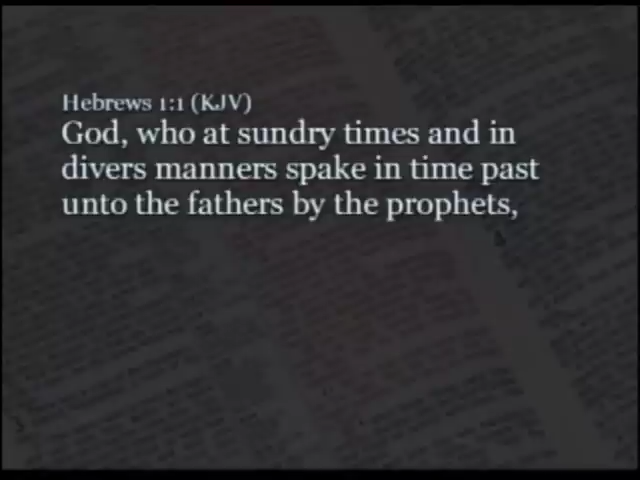 Hebrews 1:1 (KJV)
God, who at sundry times and in
divers manners spake in time past
unto the fathers by the prophets,